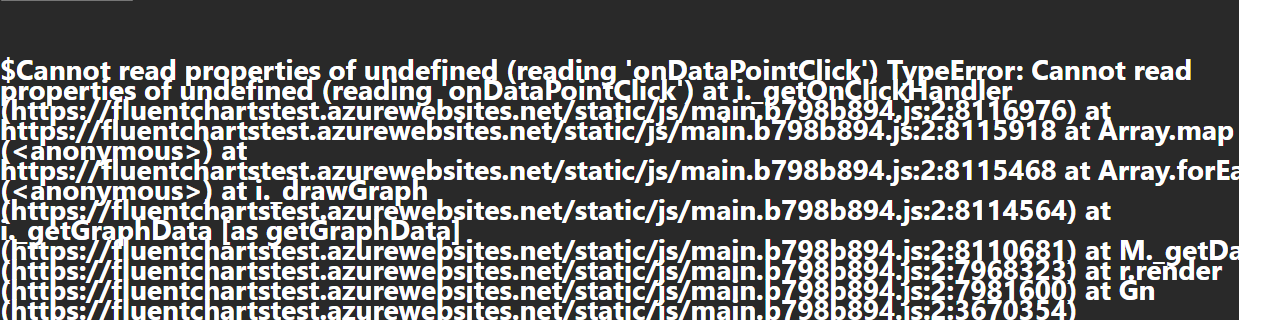 $Cannot read properties of undefined (reading 'onDataPointClick') TypeError: Cannot read
properties of undefined (reading 'onDataPointClick') at i._getOnClickHandler
(https://fluentchartstest.azurewebsites.net/static/js/main.b798b894.js:2:8116976) at
https://fluentchartstest.azurewebsites.net/static/js/main.b798b894.js:2:8115918 at Array.map
(<anonymous>) at
https://fluentchartstest.azurewebsites.net/static/js/main.b798b894.js:2:8115468 at Array.forEa
(<anonymous>) at i._drawGraph
(https://fluentchartstest.azurewebsites.net/static/js/main.b798b894.js:2:8114564) at
i._getGraphData [as getGraphData]
(https://fluentchartstest.azurewebsites.net/static/js/main.b798b894.js:2:8110681) at M._getDa
(https://fluentchartstest.azurewebsites.net/static/js/main.b798b894.js:2:7968323) at r.render
(https://fluentchartstest.azurewebsites.net/static/js/main.b798b894.js:2:7981600) at Gn
(https://fluentchartstest.azurewebsites.net/static/js/main.b798b894.js:2:3670354)